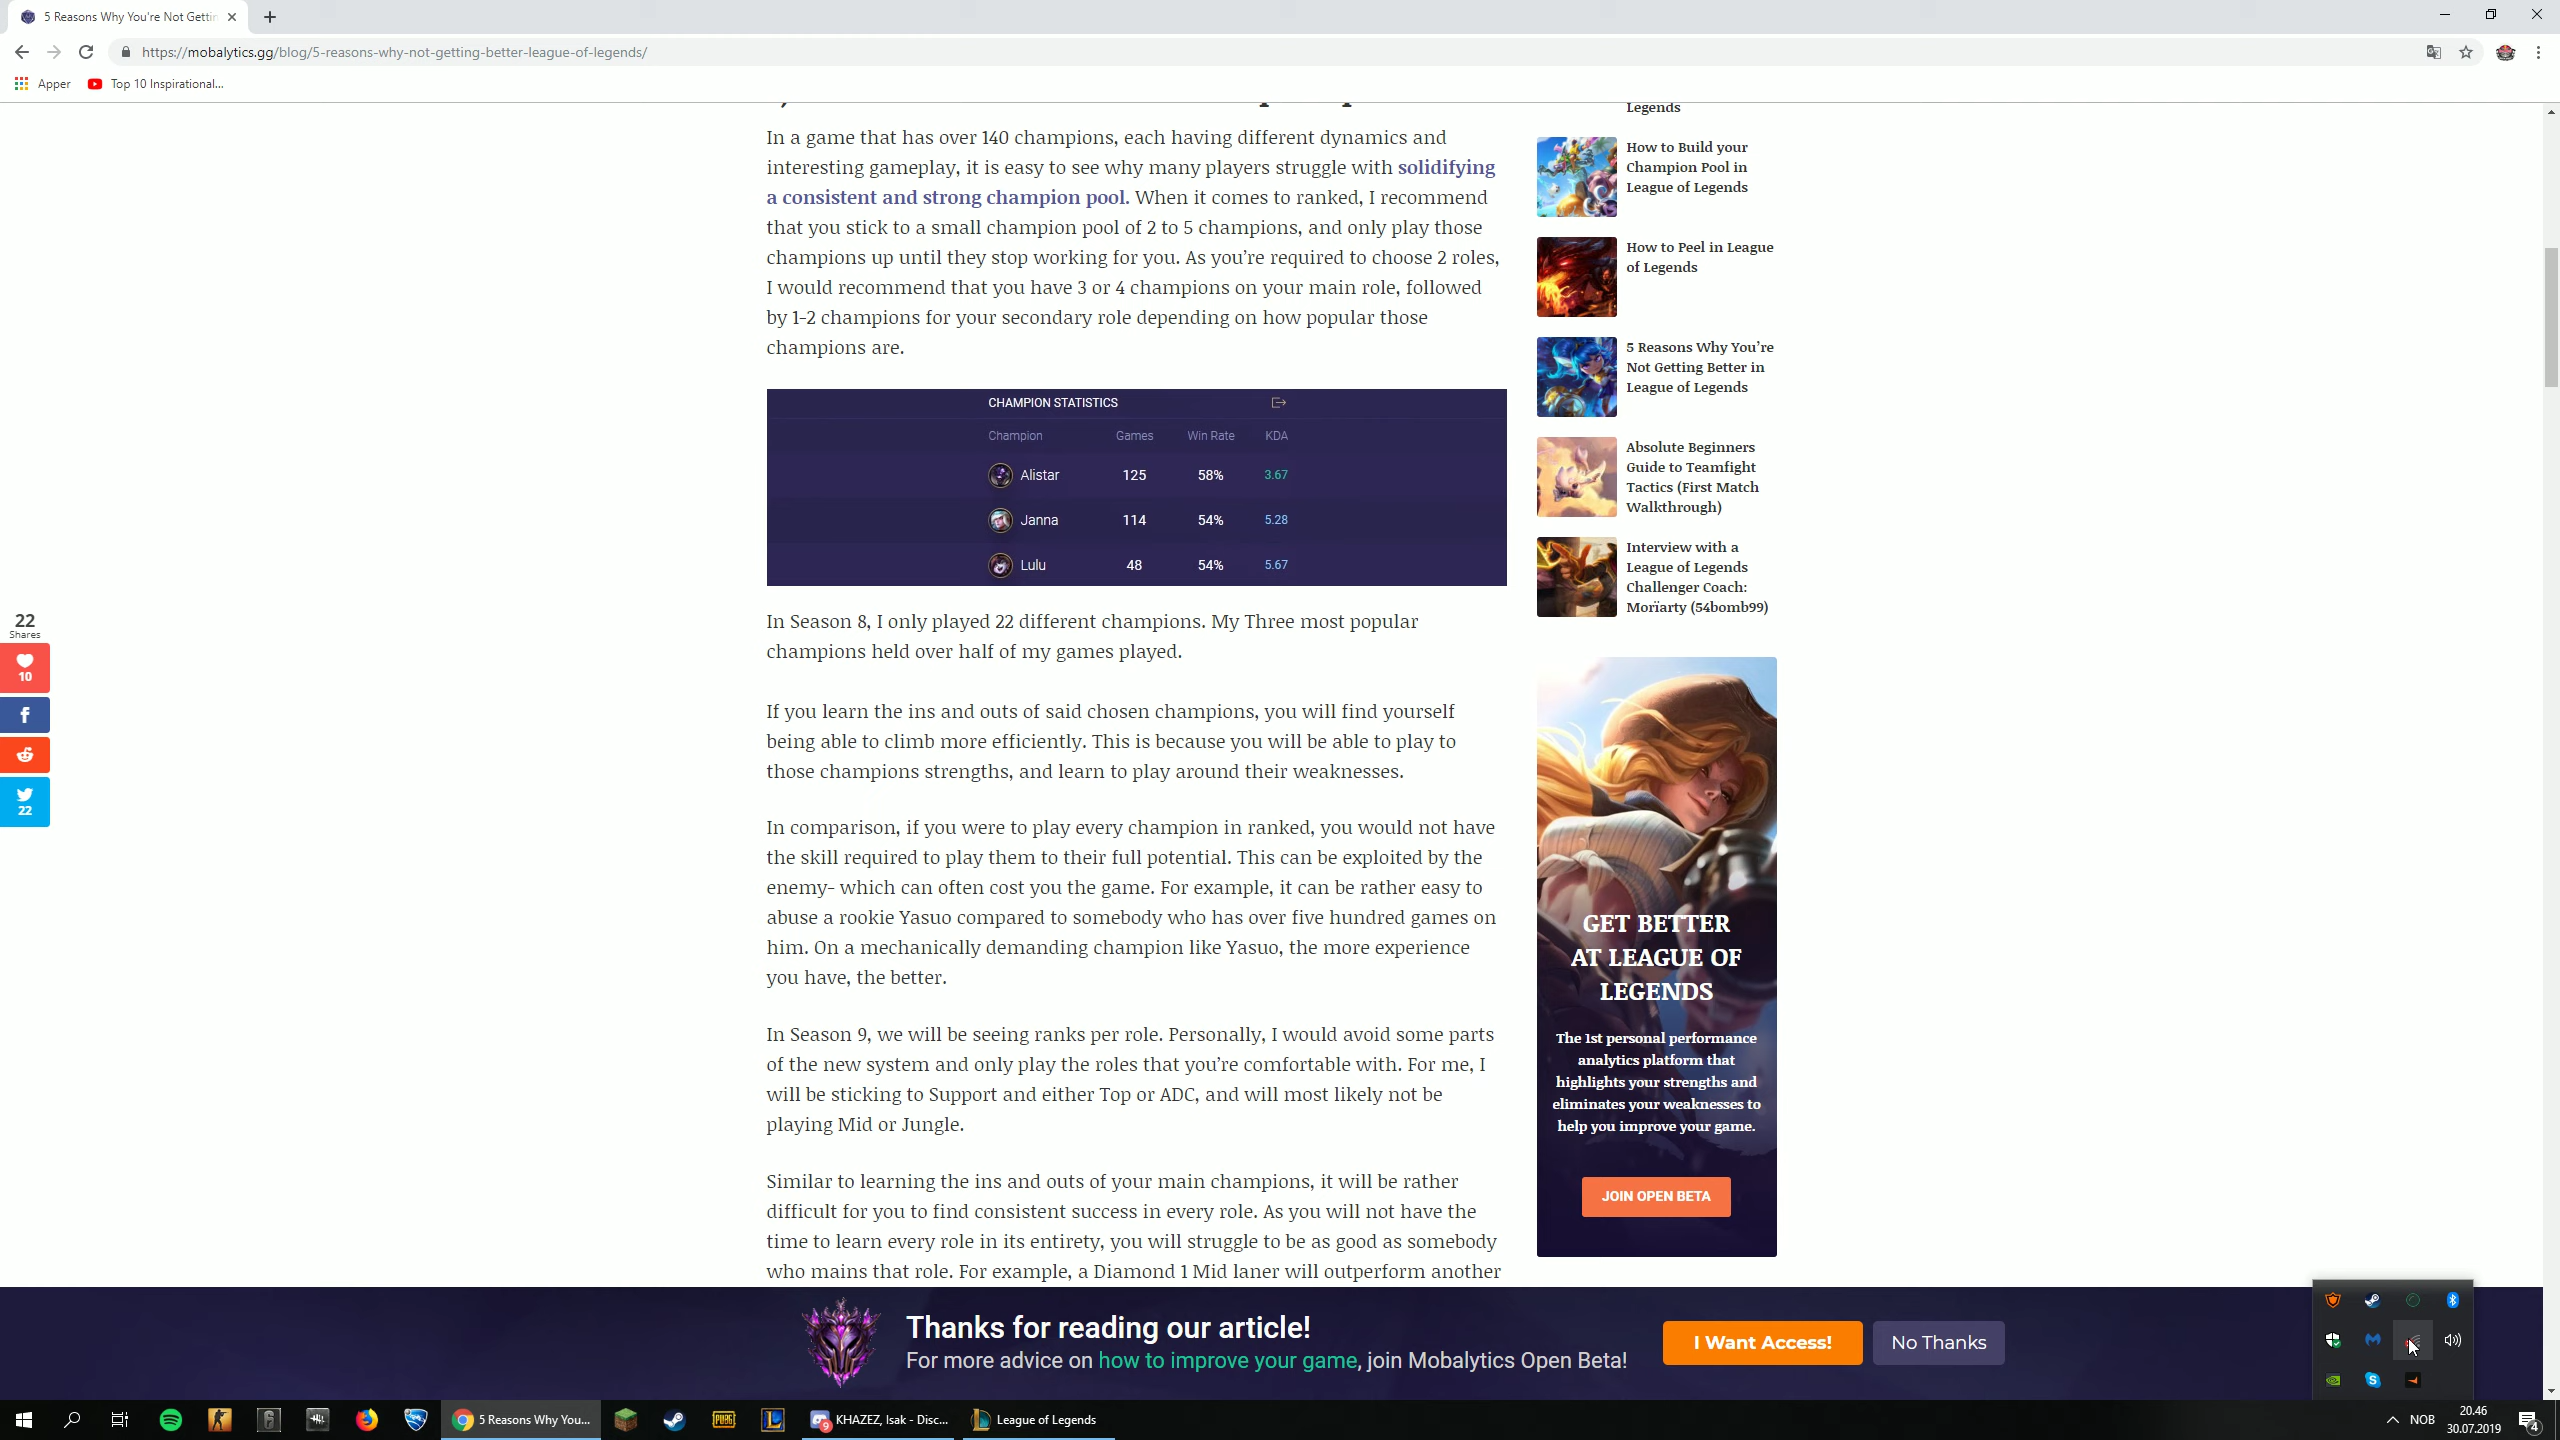 5 Reasons Why You're Not Gettin
https://mobalytics.gg/blog/5-reasons-why-not-getting-better-league-of-legends/
Apper
Top 10 Inspirational...
In a game that has over 140 champions, each having different dynamics and
interesting gameplay, it is easy to see why many players struggle with solidifying
a consistent and strong champion pool. When it comes to ranked, I recommend
that you stick to a small champion pool of 2 to 5 champions, and only play those
champions up until they stop working for you. As you’re required to choose 2 roles,
I would recommend that you have 3 or 4 champions on your main role, followed
by 1-2 champions for your secondary role depending on how popular those
champions are.
CHAMPION STATISTICS
Champion Games Win Rate KDA
Alistar 125 58% 3.67
Janna 114 54% 5.28
Lulu 48 54% 5.67
In Season 8, I only played 22 different champions. My Three most popular
champions held over half of my games played.
If you learn the ins and outs of said chosen champions, you will find yourself
being able to climb more efficiently. This is because you will be able to play to
those champions strengths, and learn to play around their weaknesses.
In comparison, if you were to play every champion in ranked, you would not have
the skill required to play them to their full potential. This can be exploited by the
enemy- which can often cost you the game. For example, it can be rather easy to
abuse a rookie Yasuo compared to somebody who has over five hundred games on
him. On a mechanically demanding champion like Yasuo, the more experience
you have, the better.
In Season 9, we will be seeing ranks per role. Personally, I would avoid some parts
of the new system and only play the roles that you’re comfortable with. For me, I
will be sticking to Support and either Top or ADC, and will most likely not be
playing Mid or Jungle.
Similar to learning the ins and outs of your main champions, it will be rather
difficult for you to find consistent success in every role. As you will not have the
time to learn every role in its entirety, you will struggle to be as good as somebody
who mains that role. For example, a Diamond 1 Mid laner will outperform another
Legends
How to Build your
Champion Pool in
League of Legends
How to Peel in League
of Legends
5 Reasons Why You’re
Not Getting Better in
League of Legends
Absolute Beginners
Guide to Teamfight
Tactics (First Match
Walkthrough)
Interview with a
League of Legends
Challenger Coach:
Morïarty (54bomb99)
GET BETTER
AT LEAGUE OF
LEGENDS
The 1st personal performance
analytics platform that
highlights your strengths and
eliminates your weaknesses to
help you improve your game.
JOIN OPEN BETA
22
Shares
10
22
Thanks for reading our article!
For more advice on how to improve your game, join Mobalytics Open Beta!
I Want Access!
No Thanks
5 Reasons Why You...
PUBG
9
KHAZEZ, Isak - Disc...
League of Legends
NOB
20.46
30.07.2019
4